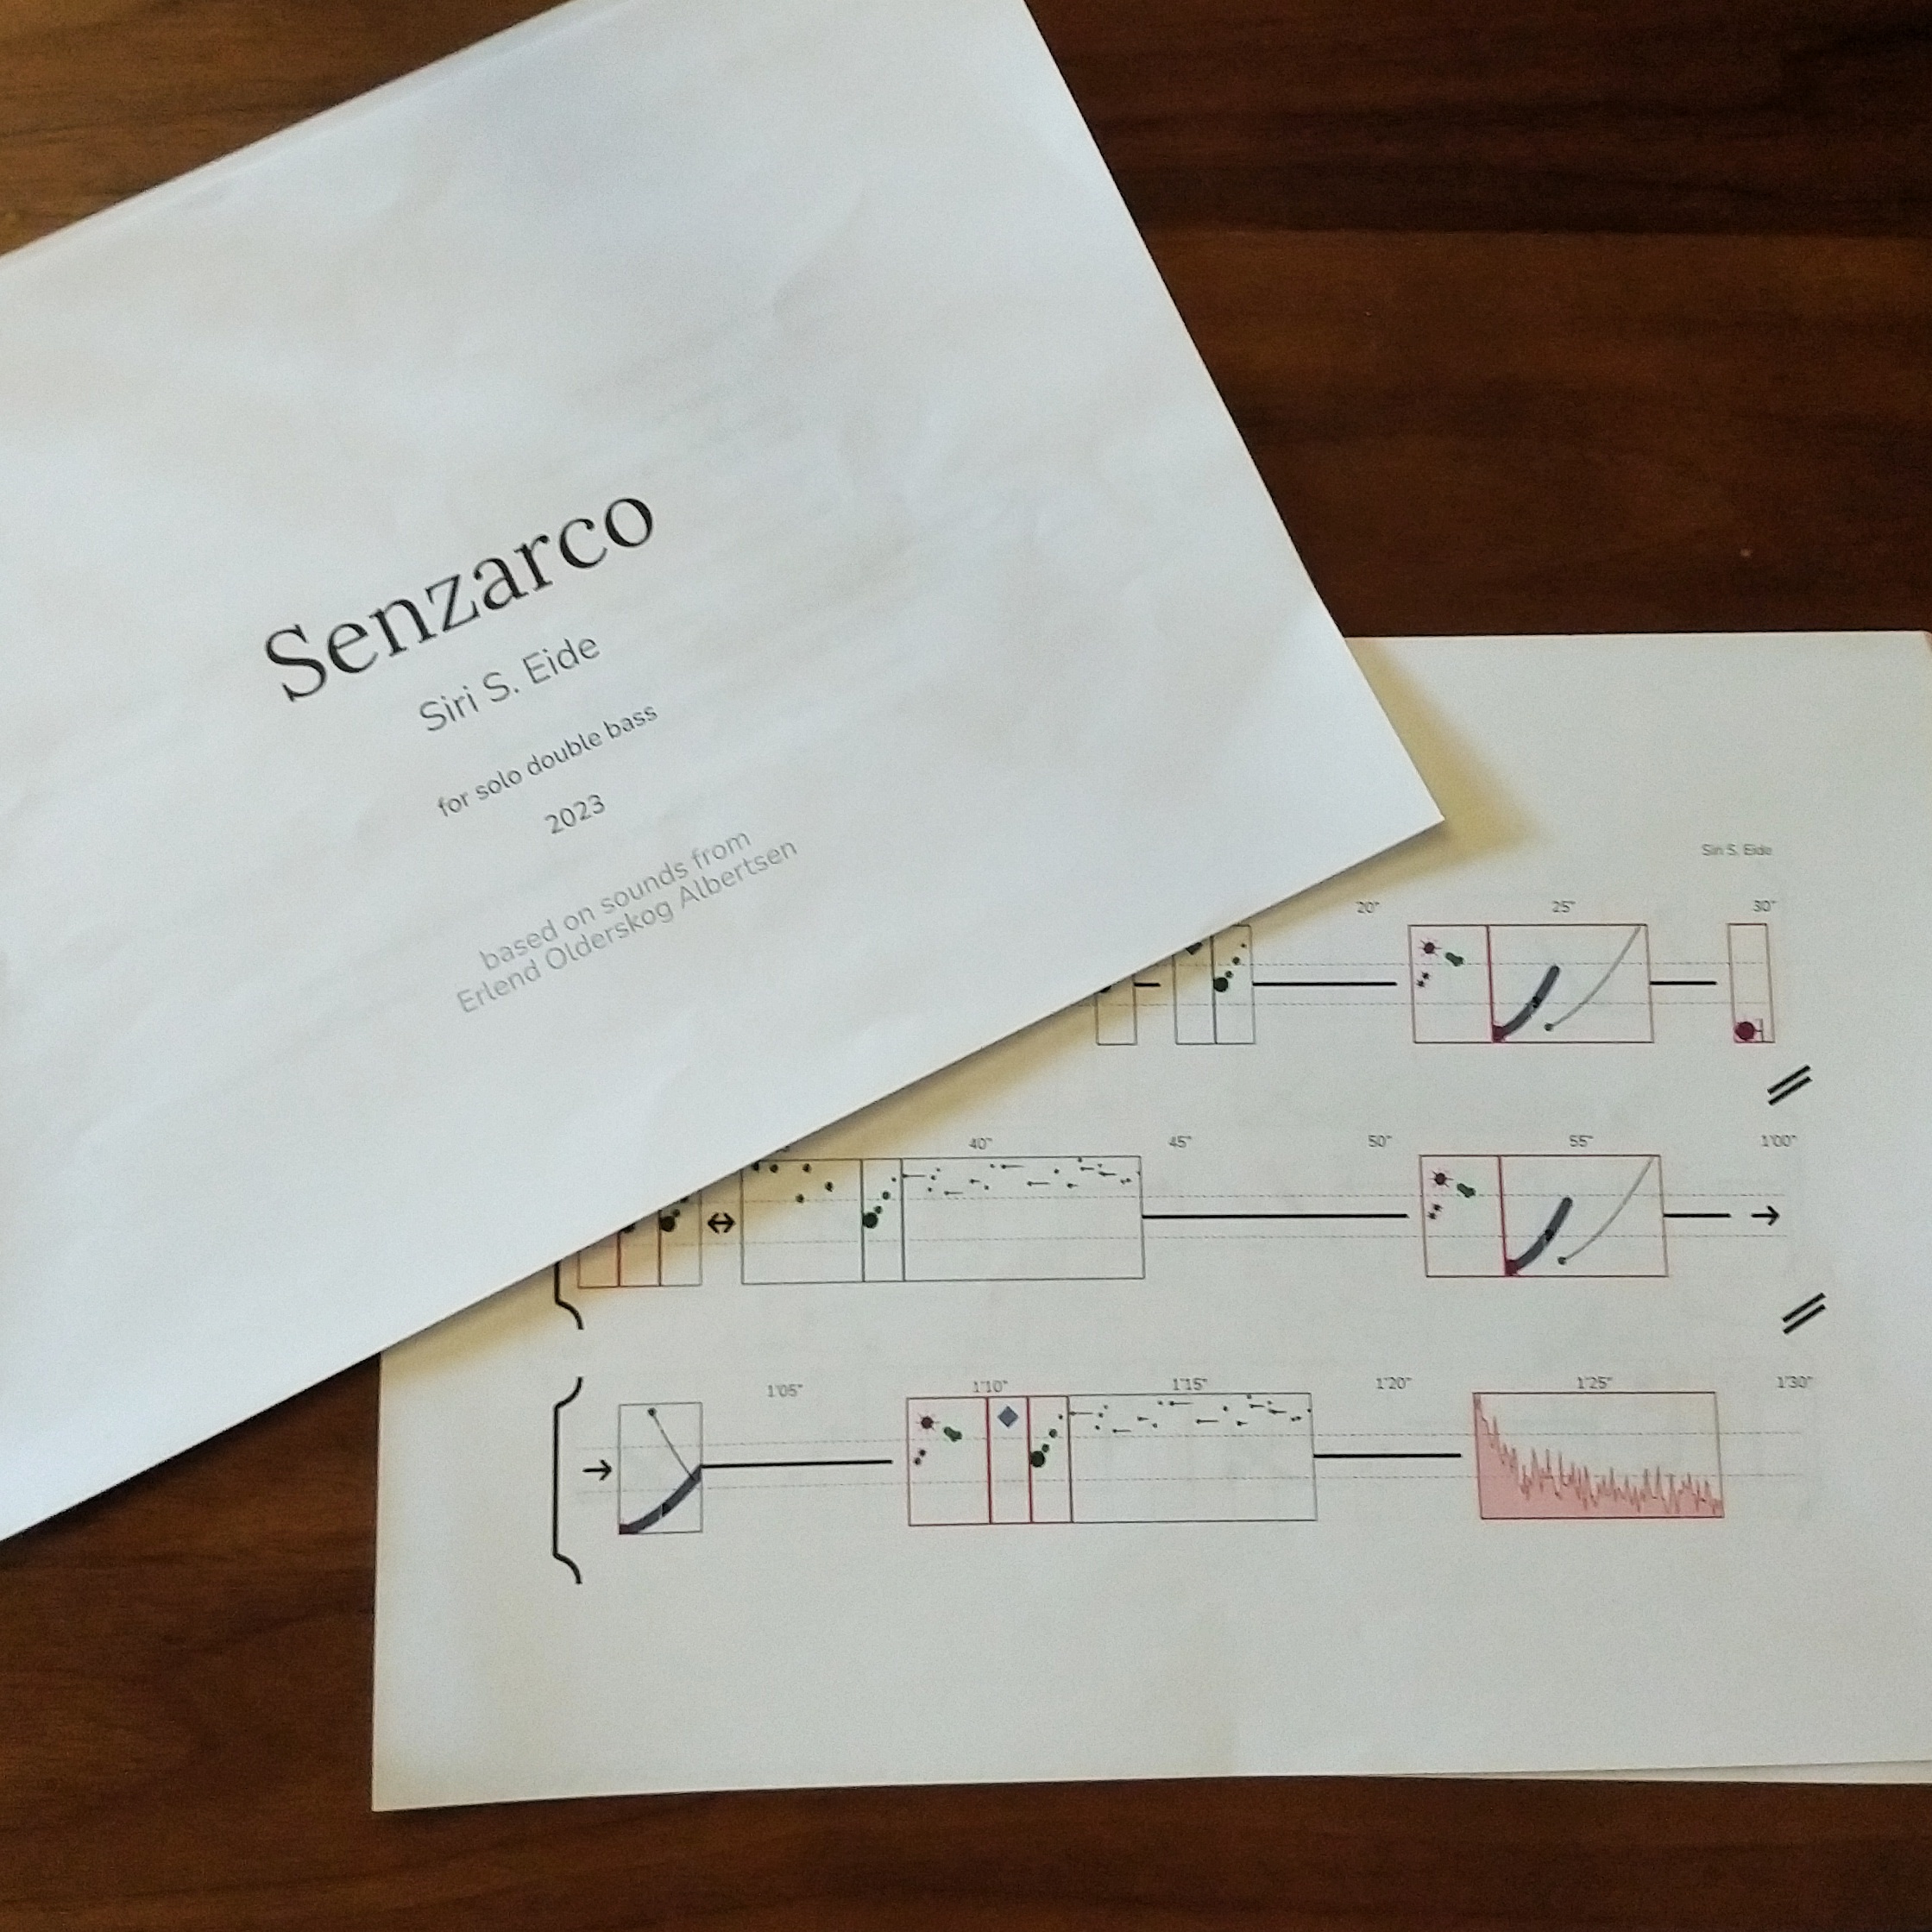 Senzarco
Siri S. Eide
for solo double bass
2023
based on sounds from
Erlend Olderskog Albertsen
Siri S. Eide
20" 25" 30"
40" 45" 50" 55" 1'00"
1'05" 1'10" 1'15" 1'20" 1'25" 1'30"